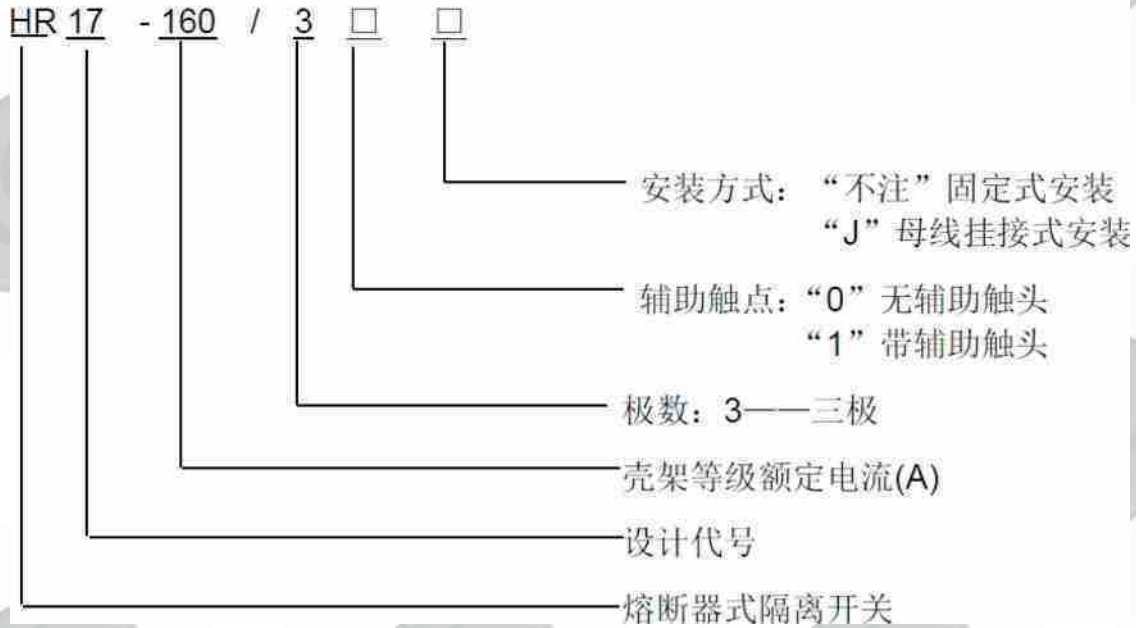 HR 17 - 160 / 3 □ □
安装方式：“不注”固定式安装
“J”母线挂接式安装
辅助触点：“0”无辅助触头
“1”带辅助触头
极数：3——三极
壳架等级额定电流(A)
设计代号
熔断器式隔离开关